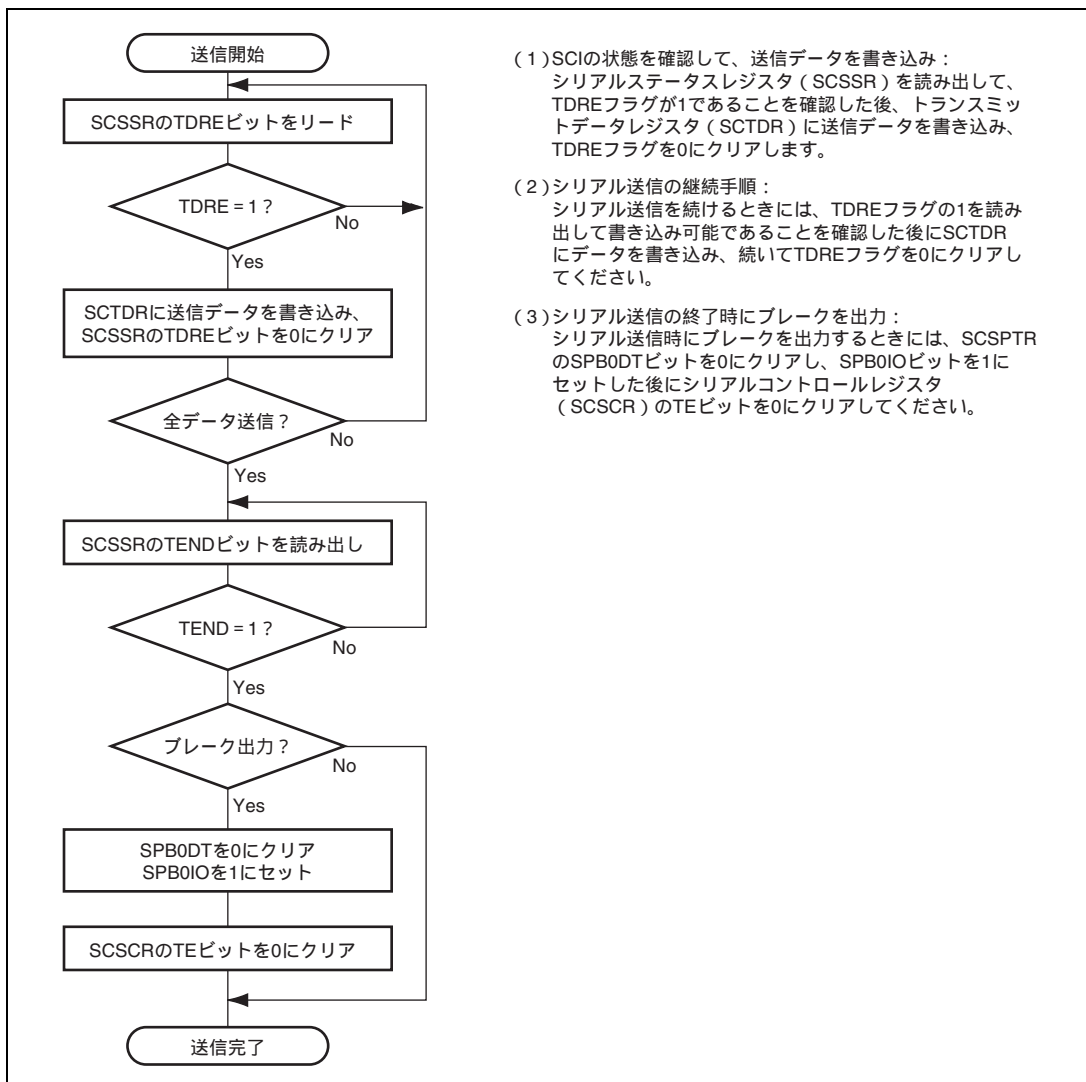 送信開始
SCSSRのTDREビットをリード
TDRE = 1 ?
No
Yes
SCTDRに送信データを書き込み、
SCSSRのTDREビットを0にクリア
全データ送信？
No
Yes
SCSSRのTENDビットを読み出し
TEND = 1 ?
No
Yes
ブレーク出力？
No
Yes
SPB0DTを0にクリア
SPB0IOを1にセット
SCSCRのTEビットを0にクリア
送信完了
（1）SCIの状態を確認して、送信データを書き込み：
シリアルステータスレジスタ（SCSSR）を読み出して、
TDREフラグが1であることを確認した後、トランスミッ
トデータレジスタ（SCTDR）に送信データを書き込み、
TDREフラグを0にクリアします。
（2）シリアル送信の継続手順：
シリアル送信を続けるときには、TDREフラグの1を読み
出して書き込み可能であることを確認した後にSCTDR
にデータを書き込み、続いてTDREフラグを0にクリアし
てください。
（3）シリアル送信の終了時にブレークを出力：
シリアル送信時にブレークを出力するときには、SCSPTR
のSPB0DTビットを0にクリアし、SPB0IOビットを1に
セットした後にシリアルコントロールレジスタ
（SCSCR）のTEビットを0にクリアしてください。